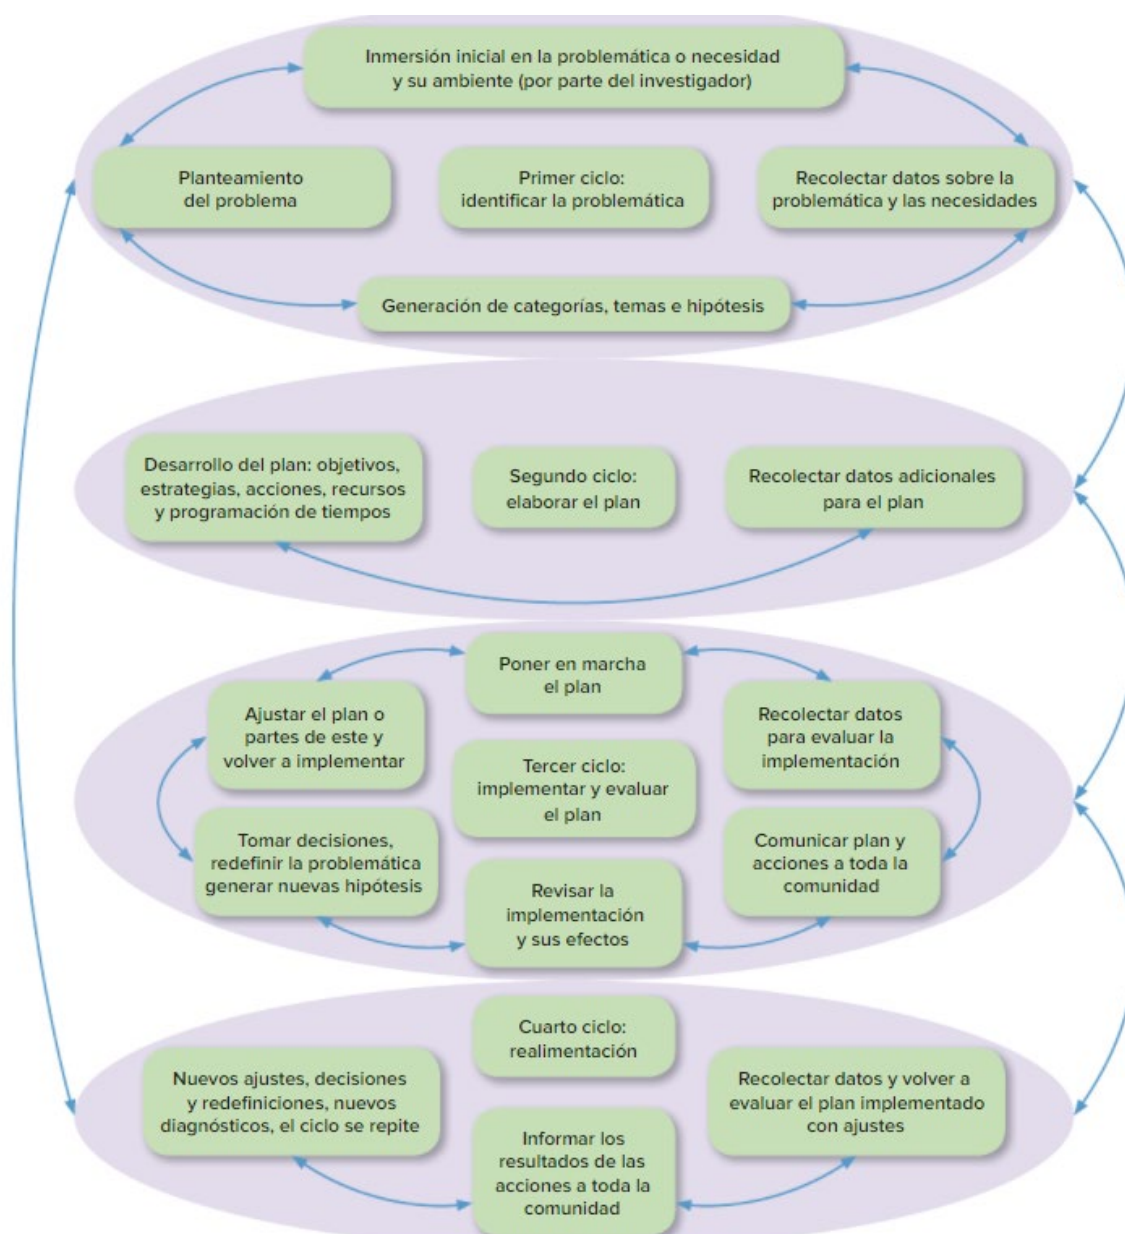 Inmersión inicial en la problemática o necesidad
y su ambiente (por parte del investigador)
Planteamiento
del problema
Primer ciclo:
identificar la problemática
Recolectar datos sobre la
problemática y las necesidades
Generación de categorías, temas e hipótesis
Desarrollo del plan: objetivos,
estrategias, acciones, recursos
y programación de tiempos
Segundo ciclo:
elaborar el plan
Recolectar datos adicionales
para el plan
Poner en marcha
el plan
Ajustar el plan o
partes de este y
volver a implementar
Recolectar datos
para evaluar la
implementación
Tercer ciclo:
implementar y evaluar
el plan
Tomar decisiones,
redefinir la problemática
generar nuevas hipótesis
Comunicar plan y
acciones a toda la
comunidad
Revisar la
implementación
y sus efectos
Cuarto ciclo:
realimentación
Nuevos ajustes, decisiones
y redefiniciones, nuevos
diagnósticos, el ciclo se repite
Recolectar datos y volver a
evaluar el plan implementado
con ajustes
Informar los
resultados de las
acciones a toda la
comunidad